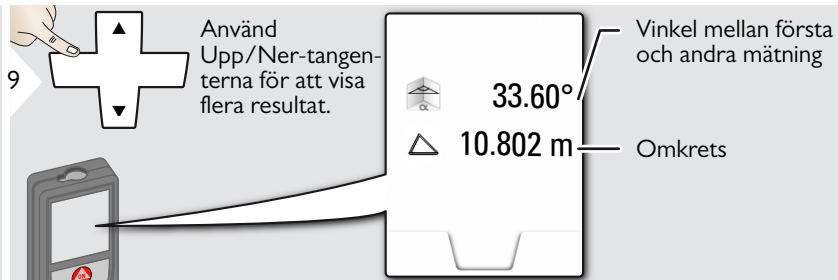 9
Använd
Upp/Ner-tangen-
terna för att visa
flera resultat.
α
33.60°
10.802 m
Vinkel mellan första
och andra mätning
Omkrets
ON